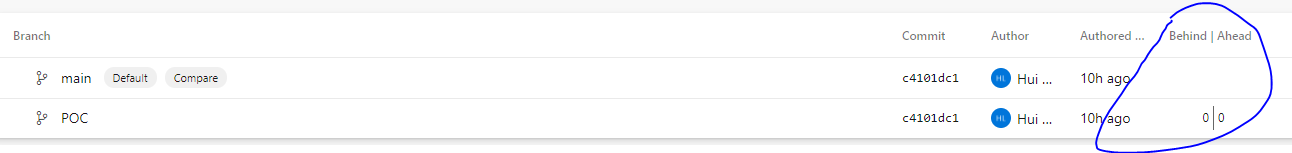 Branch Commit Author Authored ... Behind | Ahead
main Default Compare c4101dc1 HL Hui ... 10h ago
POC c4101dc1 HL Hui ... 10h ago 0 | 0